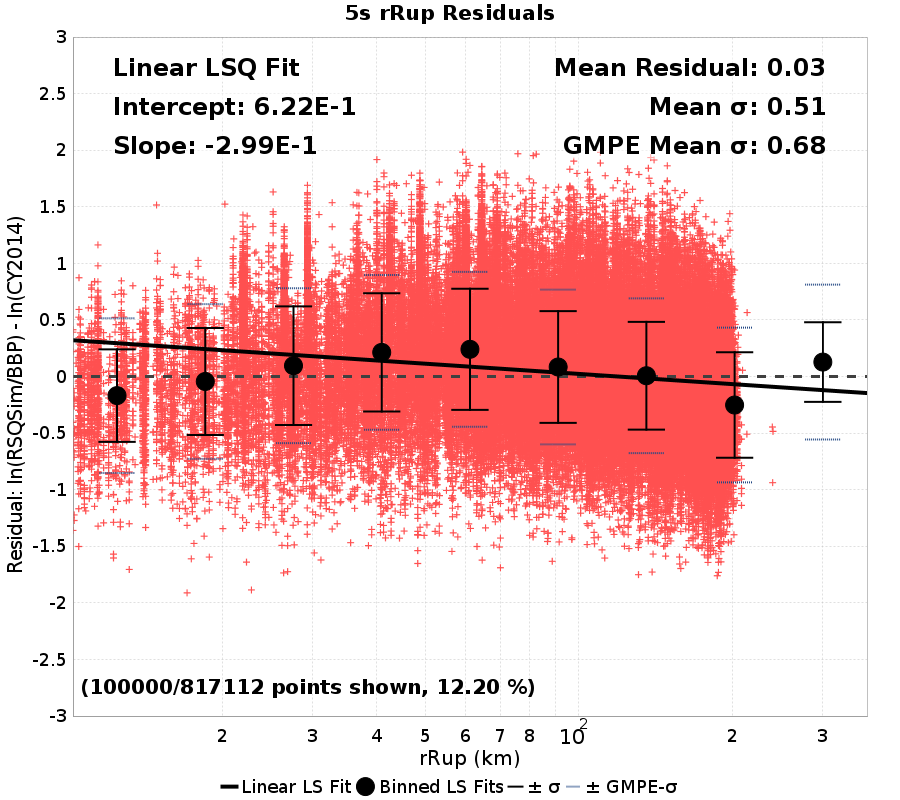 5s rRup Residuals
Linear LSQ Fit
Intercept: 6.22E-1
Slope: -2.99E-1
Mean Residual: 0.03
Mean σ: 0.51
GMPE Mean σ: 0.68
3
2.5
2
1.5
1
0.5
0
-0.5
-1
-1.5
-2
-2.5
-3
Residual: ln(RSQSim/BBP) - ln(CY2014)
(100000/817112 points shown, 12.20 %)
2 3 4 5 6 7 8 10² 2 3
rRup (km)
Linear LS Fit Binned LS Fits ± σ ± GMPE-σ